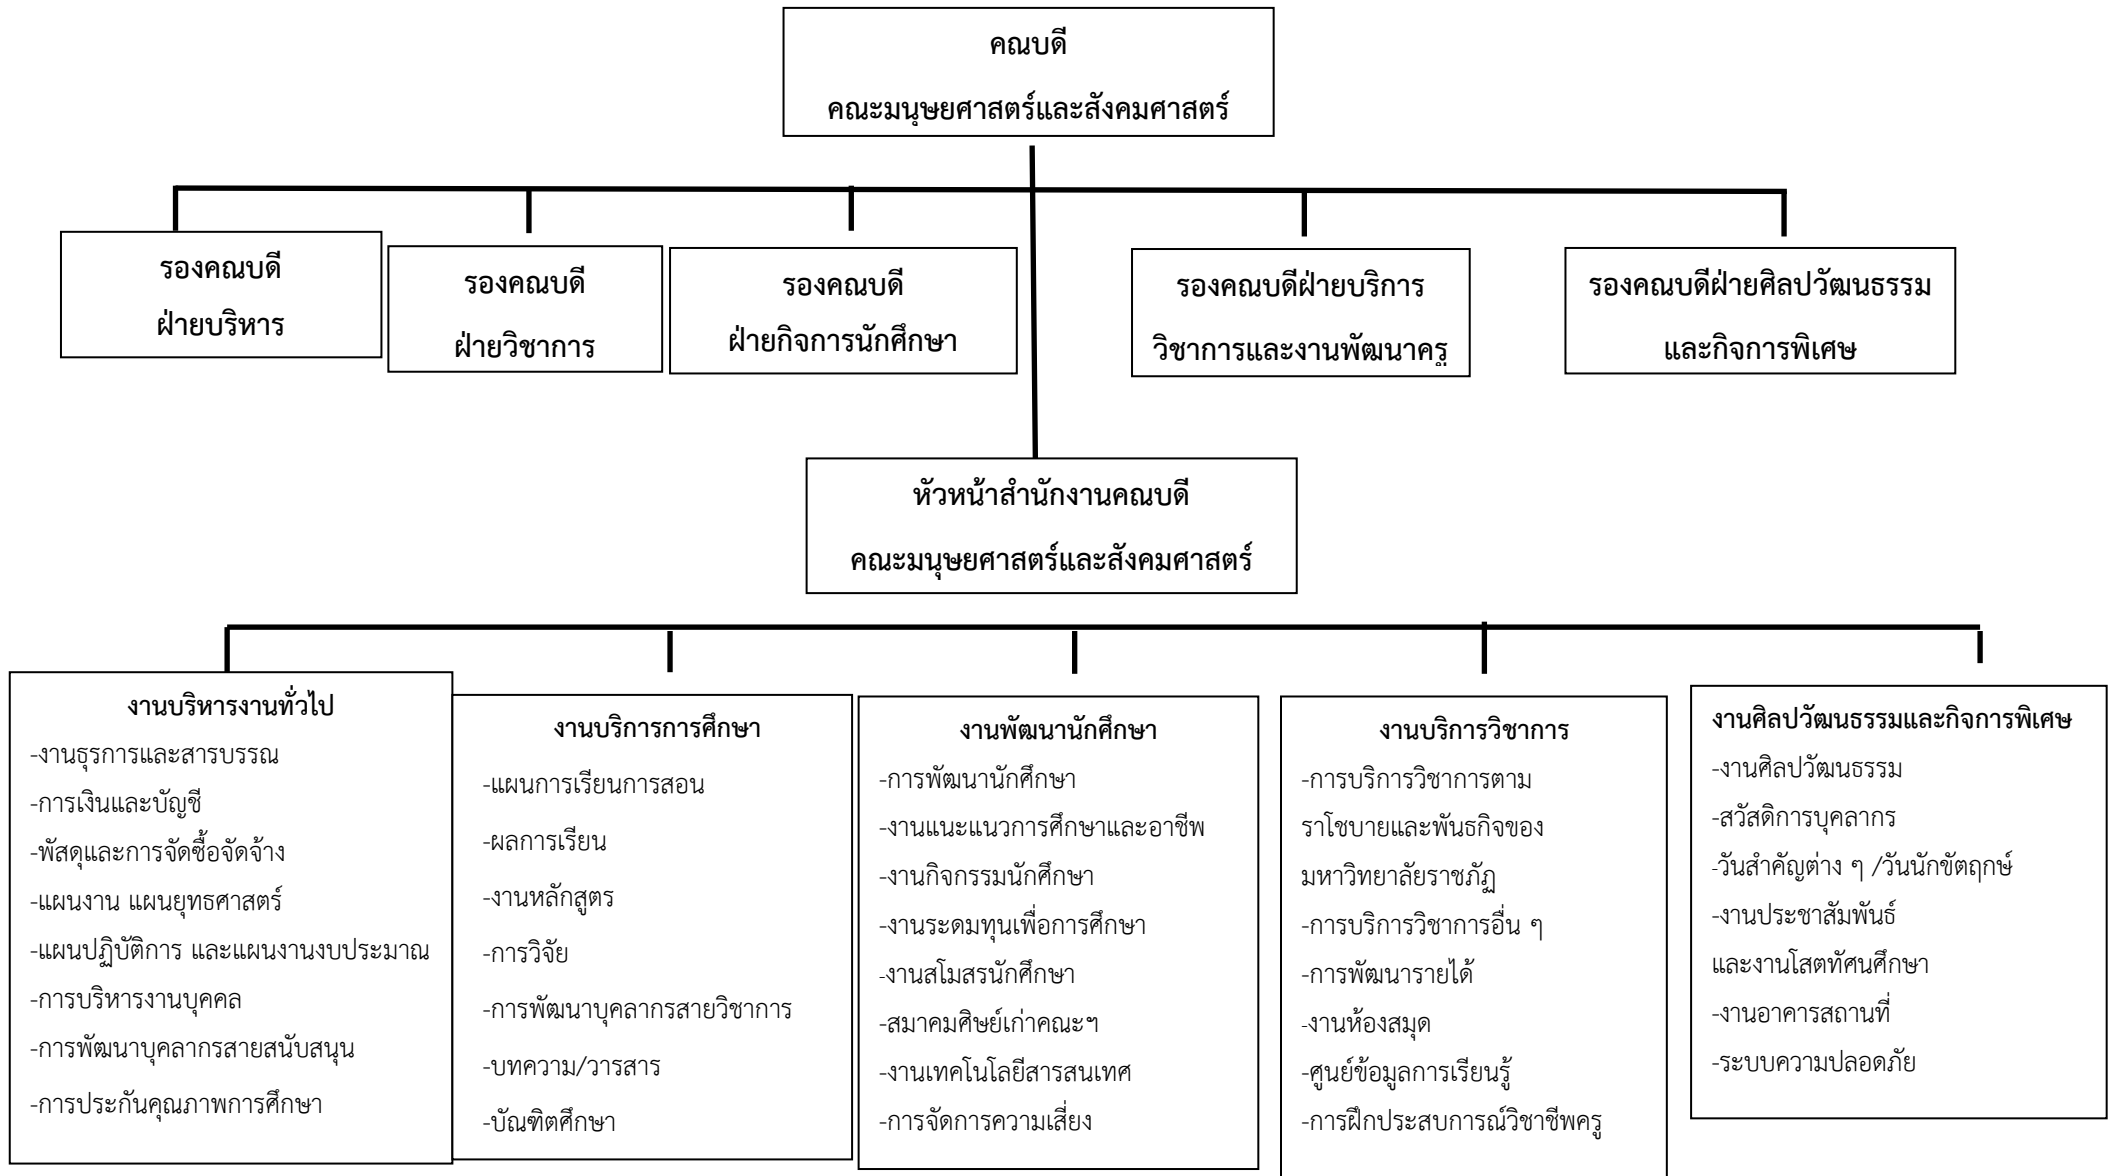 คณบดี
คณะมนุษยศาสตร์และสังคมศาสตร์
รองคณบดี
ฝ่ายบริหาร
รองคณบดี
ฝ่ายวิชาการ
รองคณบดี
ฝ่ายกิจการนักศึกษา
รองคณบดีฝ่ายบริการ
วิชาการและงานพัฒนาครู
รองคณบดีฝ่ายศิลปวัฒนธรรม
และกิจการพิเศษ
หัวหน้าสำนักงานคณบดี
คณะมนุษยศาสตร์และสังคมศาสตร์
งานบริหารงานทั่วไป
-งานธุรการและสารบรรณ
-การเงินและบัญชี
-พัสดุและการจัดซื้อจัดจ้าง
-แผนงาน แผนยุทธศาสตร์
-แผนปฏิบัติการ และแผนงานงบประมาณ
-การบริหารงานบุคคล
-การพัฒนาบุคลากรสายสนับสนุน
-การประกันคุณภาพการศึกษา
งานบริการการศึกษา
-แผนการเรียนการสอน
-ผลการเรียน
-งานหลักสูตร
-การวิจัย
-การพัฒนาบุคลากรสายวิชาการ
-บทความ/วารสาร
-บัณฑิตศึกษา
งานพัฒนานักศึกษา
-การพัฒนานักศึกษา
-งานแนะแนวการศึกษาและอาชีพ
-งานกิจกรรมนักศึกษา
-งานระดมทุนเพื่อการศึกษา
-งานสโมสรนักศึกษา
-สมาคมศิษย์เก่าคณะฯ
-งานเทคโนโลยีสารสนเทศ
-การจัดการความเสี่ยง
งานบริการวิชาการ
-การบริการวิชาการตาม
ราโชบายและพันธกิจของ
มหาวิทยาลัยราชภัฏ
-การบริการวิชาการอื่น ๆ
-การพัฒนารายได้
-งานห้องสมุด
-ศูนย์ข้อมูลการเรียนรู้
-การฝึกประสบการณ์วิชาชีพครู
งานศิลปวัฒนธรรมและกิจการพิเศษ
-งานศิลปวัฒนธรรม
-สวัสดิการบุคลากร
-วันสำคัญต่าง ๆ /วันนักขัตฤกษ์
-งานประชาสัมพันธ์
และงานโสตทัศนศึกษา
-งานอาคารสถานที่
-ระบบความปลอดภัย